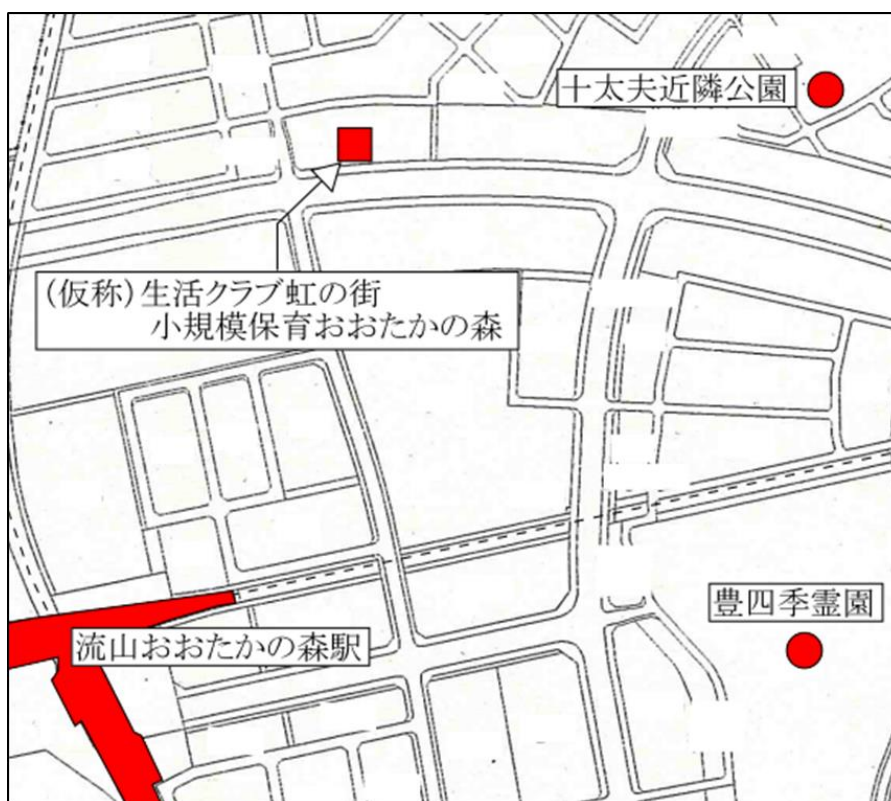 十太夫近隣公園
（仮称）生活クラブ虹の街
小規模保育おおたかの森
豊四季霊園
流山おおたかの森駅